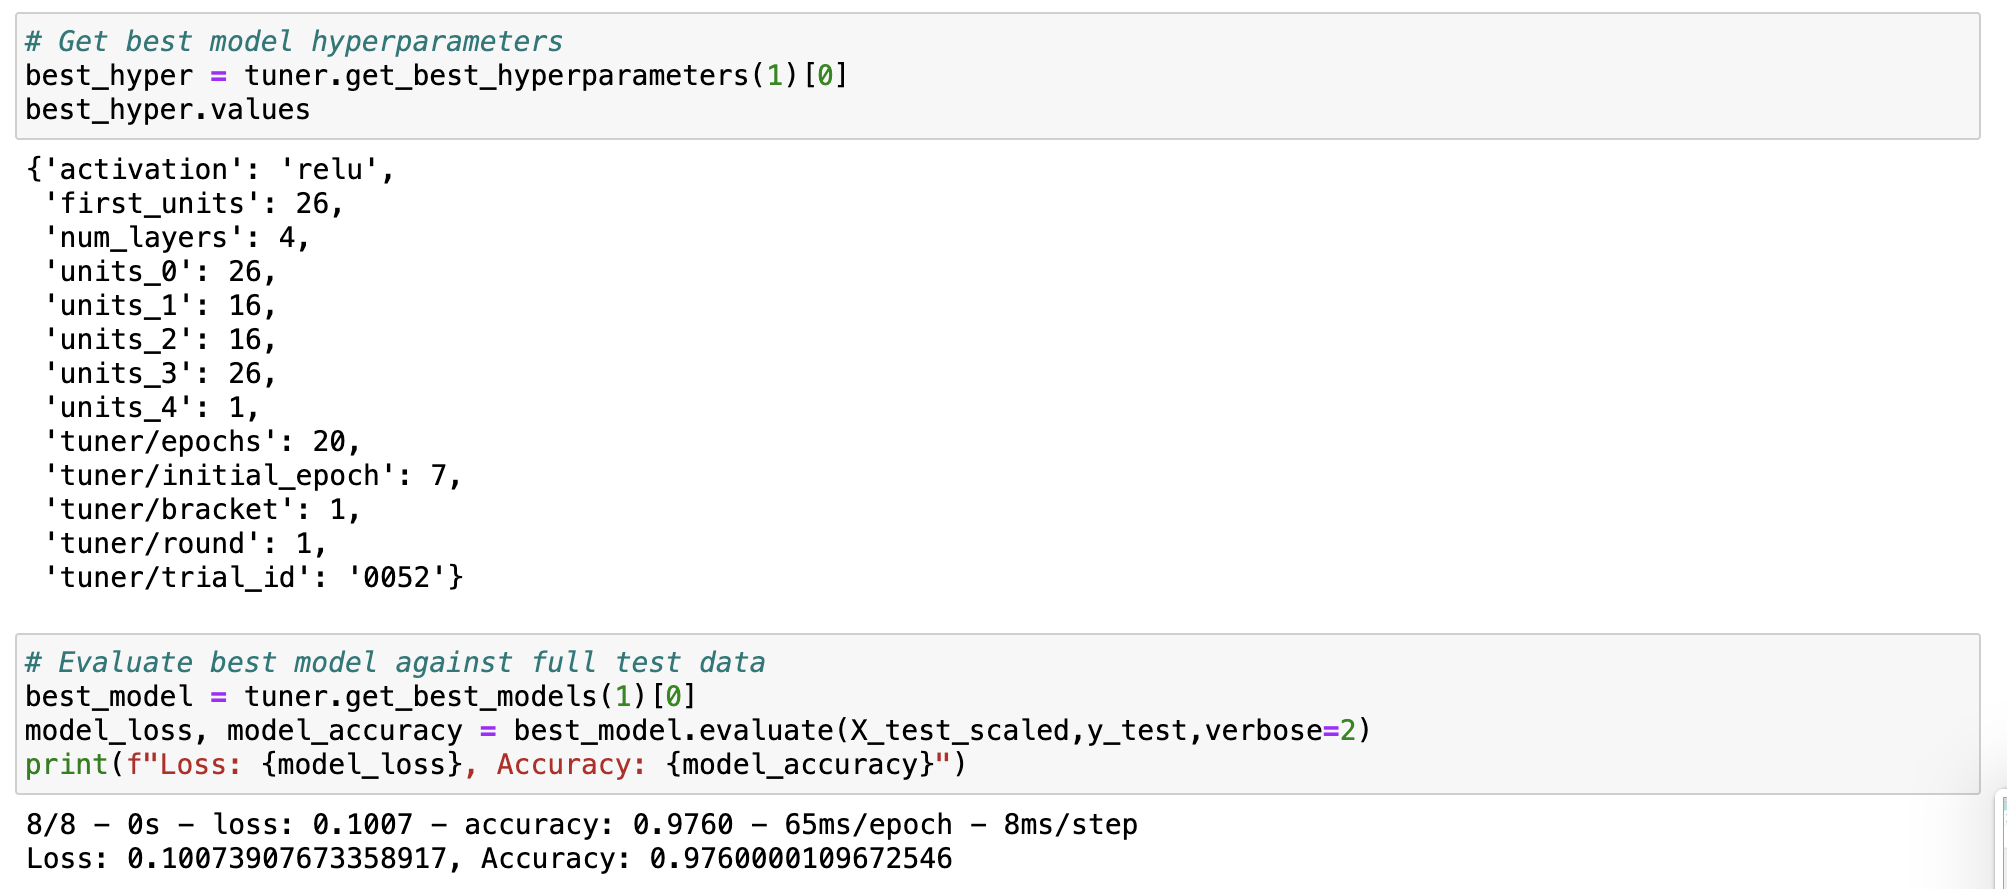 # Get best model hyperparameters
best_hyper = tuner.get_best_hyperparameters(1)[0]
best_hyper.values
{'activation': 'relu',
 'first_units': 26,
 'num_layers': 4,
 'units_0': 26,
 'units_1': 16,
 'units_2': 16,
 'units_3': 26,
 'units_4': 1,
 'tuner/epochs': 20,
 'tuner/initial_epoch': 7,
 'tuner/bracket': 1,
 'tuner/round': 1,
 'tuner/trial_id': '0052'}
# Evaluate best model against full test data
best_model = tuner.get_best_models(1)[0]
model_loss, model_accuracy = best_model.evaluate(X_test_scaled,y_test,verbose=2)
print(f"Loss: {model_loss}, Accuracy: {model_accuracy}")
8/8 - 0s - loss: 0.1007 - accuracy: 0.9760 - 65ms/epoch - 8ms/step
Loss: 0.10073907673358917, Accuracy: 0.9760000109672546